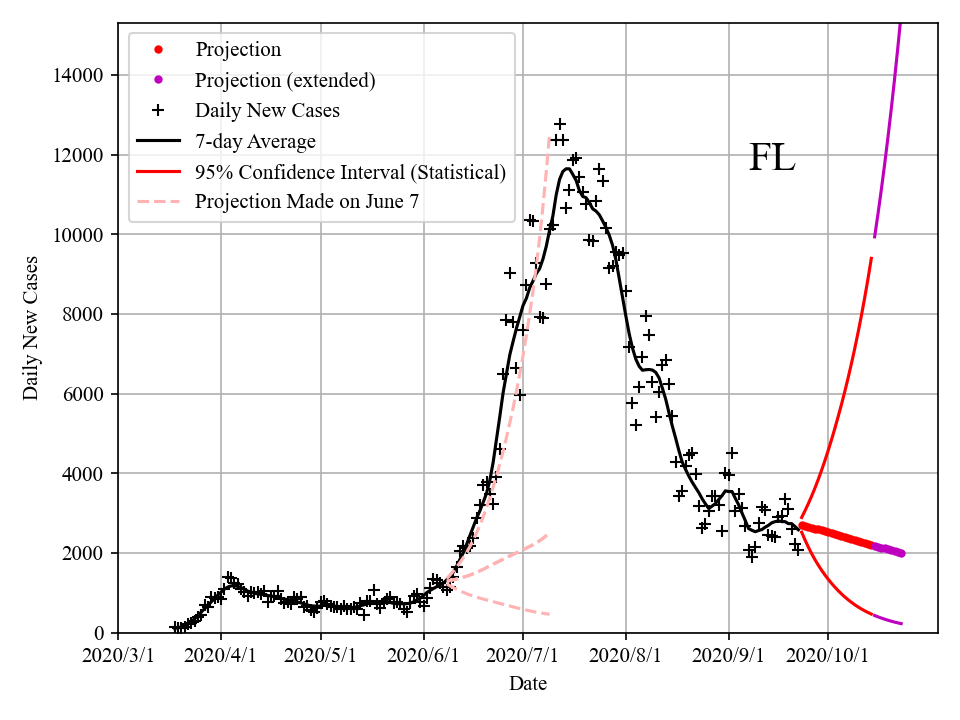 Projection
Projection (extended)
Daily New Cases
7-day Average
95% Confidence Interval (Statistical)
Projection Made on June 7
FL
14000
12000
10000
8000
6000
4000
2000
0
Daily New Cases
2020/3/1 2020/4/1 2020/5/1 2020/6/1 2020/7/1 2020/8/1 2020/9/1 2020/10/1
Date